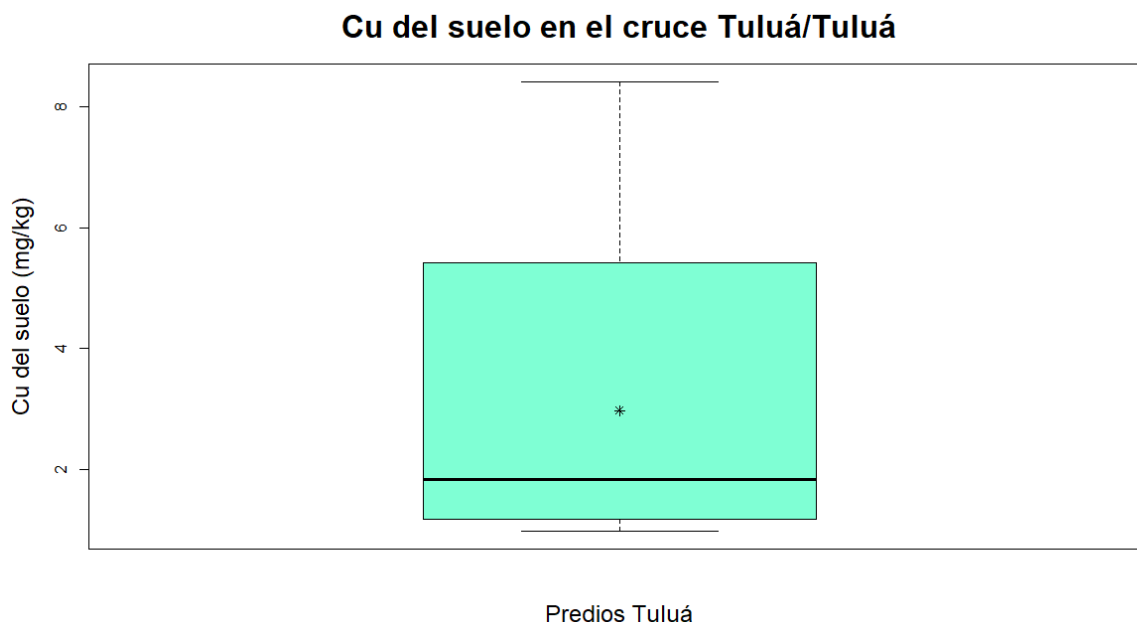 Cu del suelo en el cruce Tuluá/Tuluá
Cu del suelo (mg/kg)
8
6
4
2
Predios Tuluá